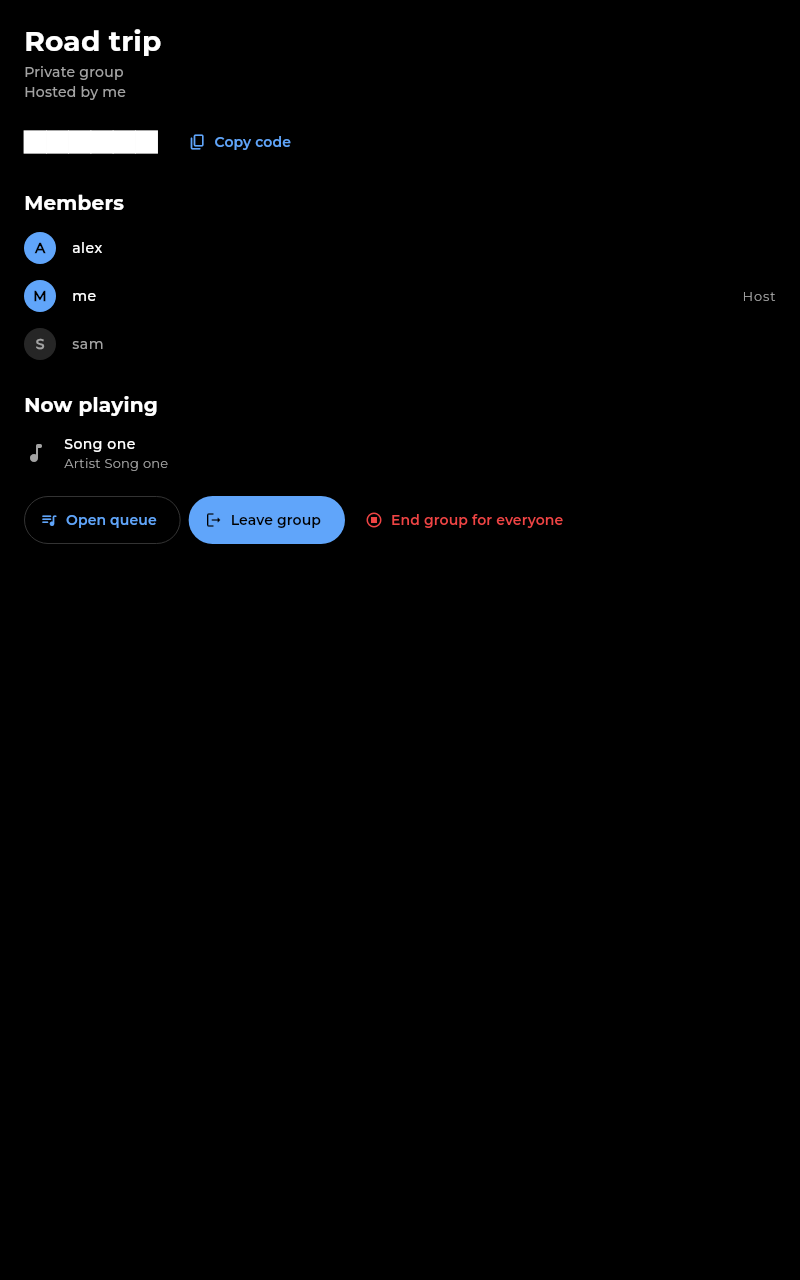 Road trip
Private group
Hosted by me
Copy code
Members
A alex
M me Host
S sam
Now playing
Song one
Artist Song one
Open queue Leave group End group for everyone